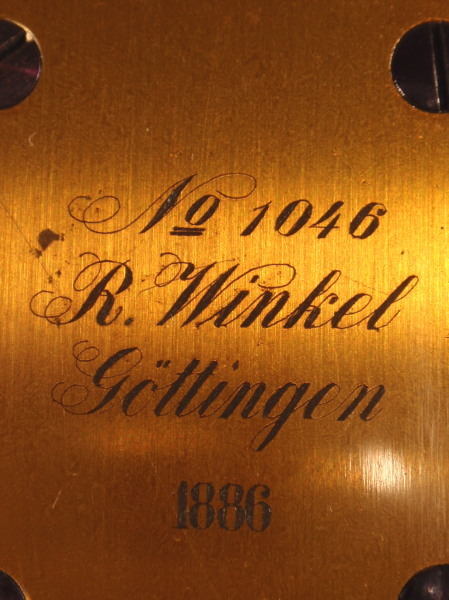 No 1046
R. Winkel
Göttingen
1886